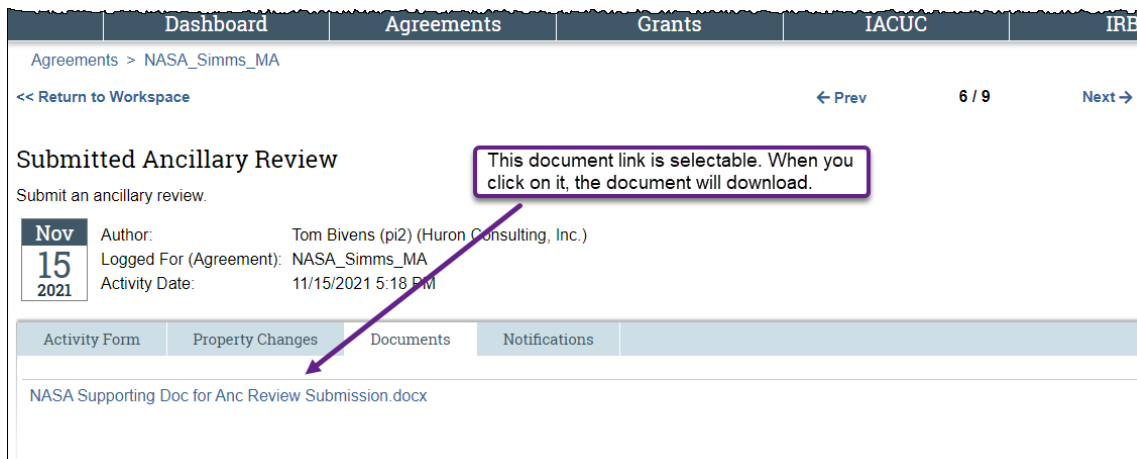 Dashboard Agreements Grants IACUC IRB
Agreements > NASA_Simms_MA
<< Return to Workspace ← Prev 6 / 9 Next →
Submitted Ancillary Review
Submit an ancillary review.
This document link is selectable. When you
click on it, the document will download.
Nov
15
2021
Author: Tom Bivens (pi2) (Huron Consulting, Inc.)
Logged For (Agreement): NASA_Simms_MA
Activity Date: 11/15/2021 5:18 PM
Activity Form Property Changes Documents Notifications
NASA Supporting Doc for Anc Review Submission.docx